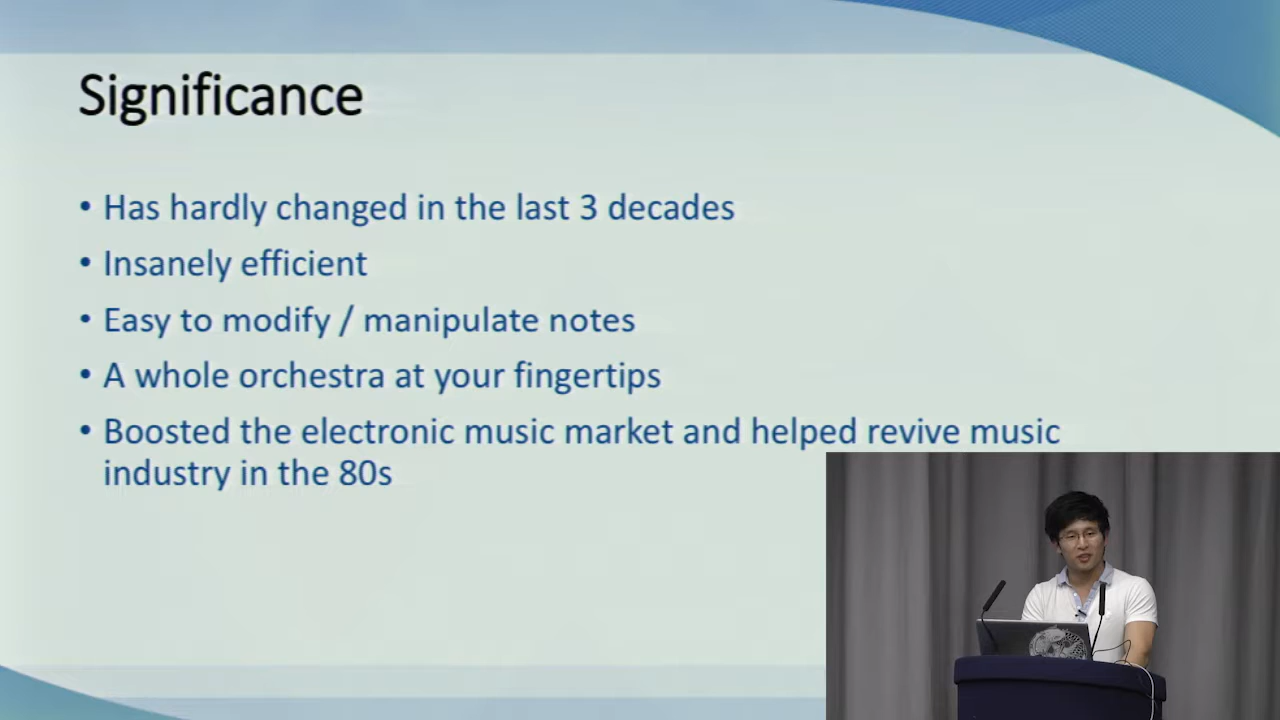 Significance
• Has hardly changed in the last 3 decades
• Insanely efficient
• Easy to modify / manipulate notes
• A whole orchestra at your fingertips
• Boosted the electronic music market and helped revive music
industry in the 80s